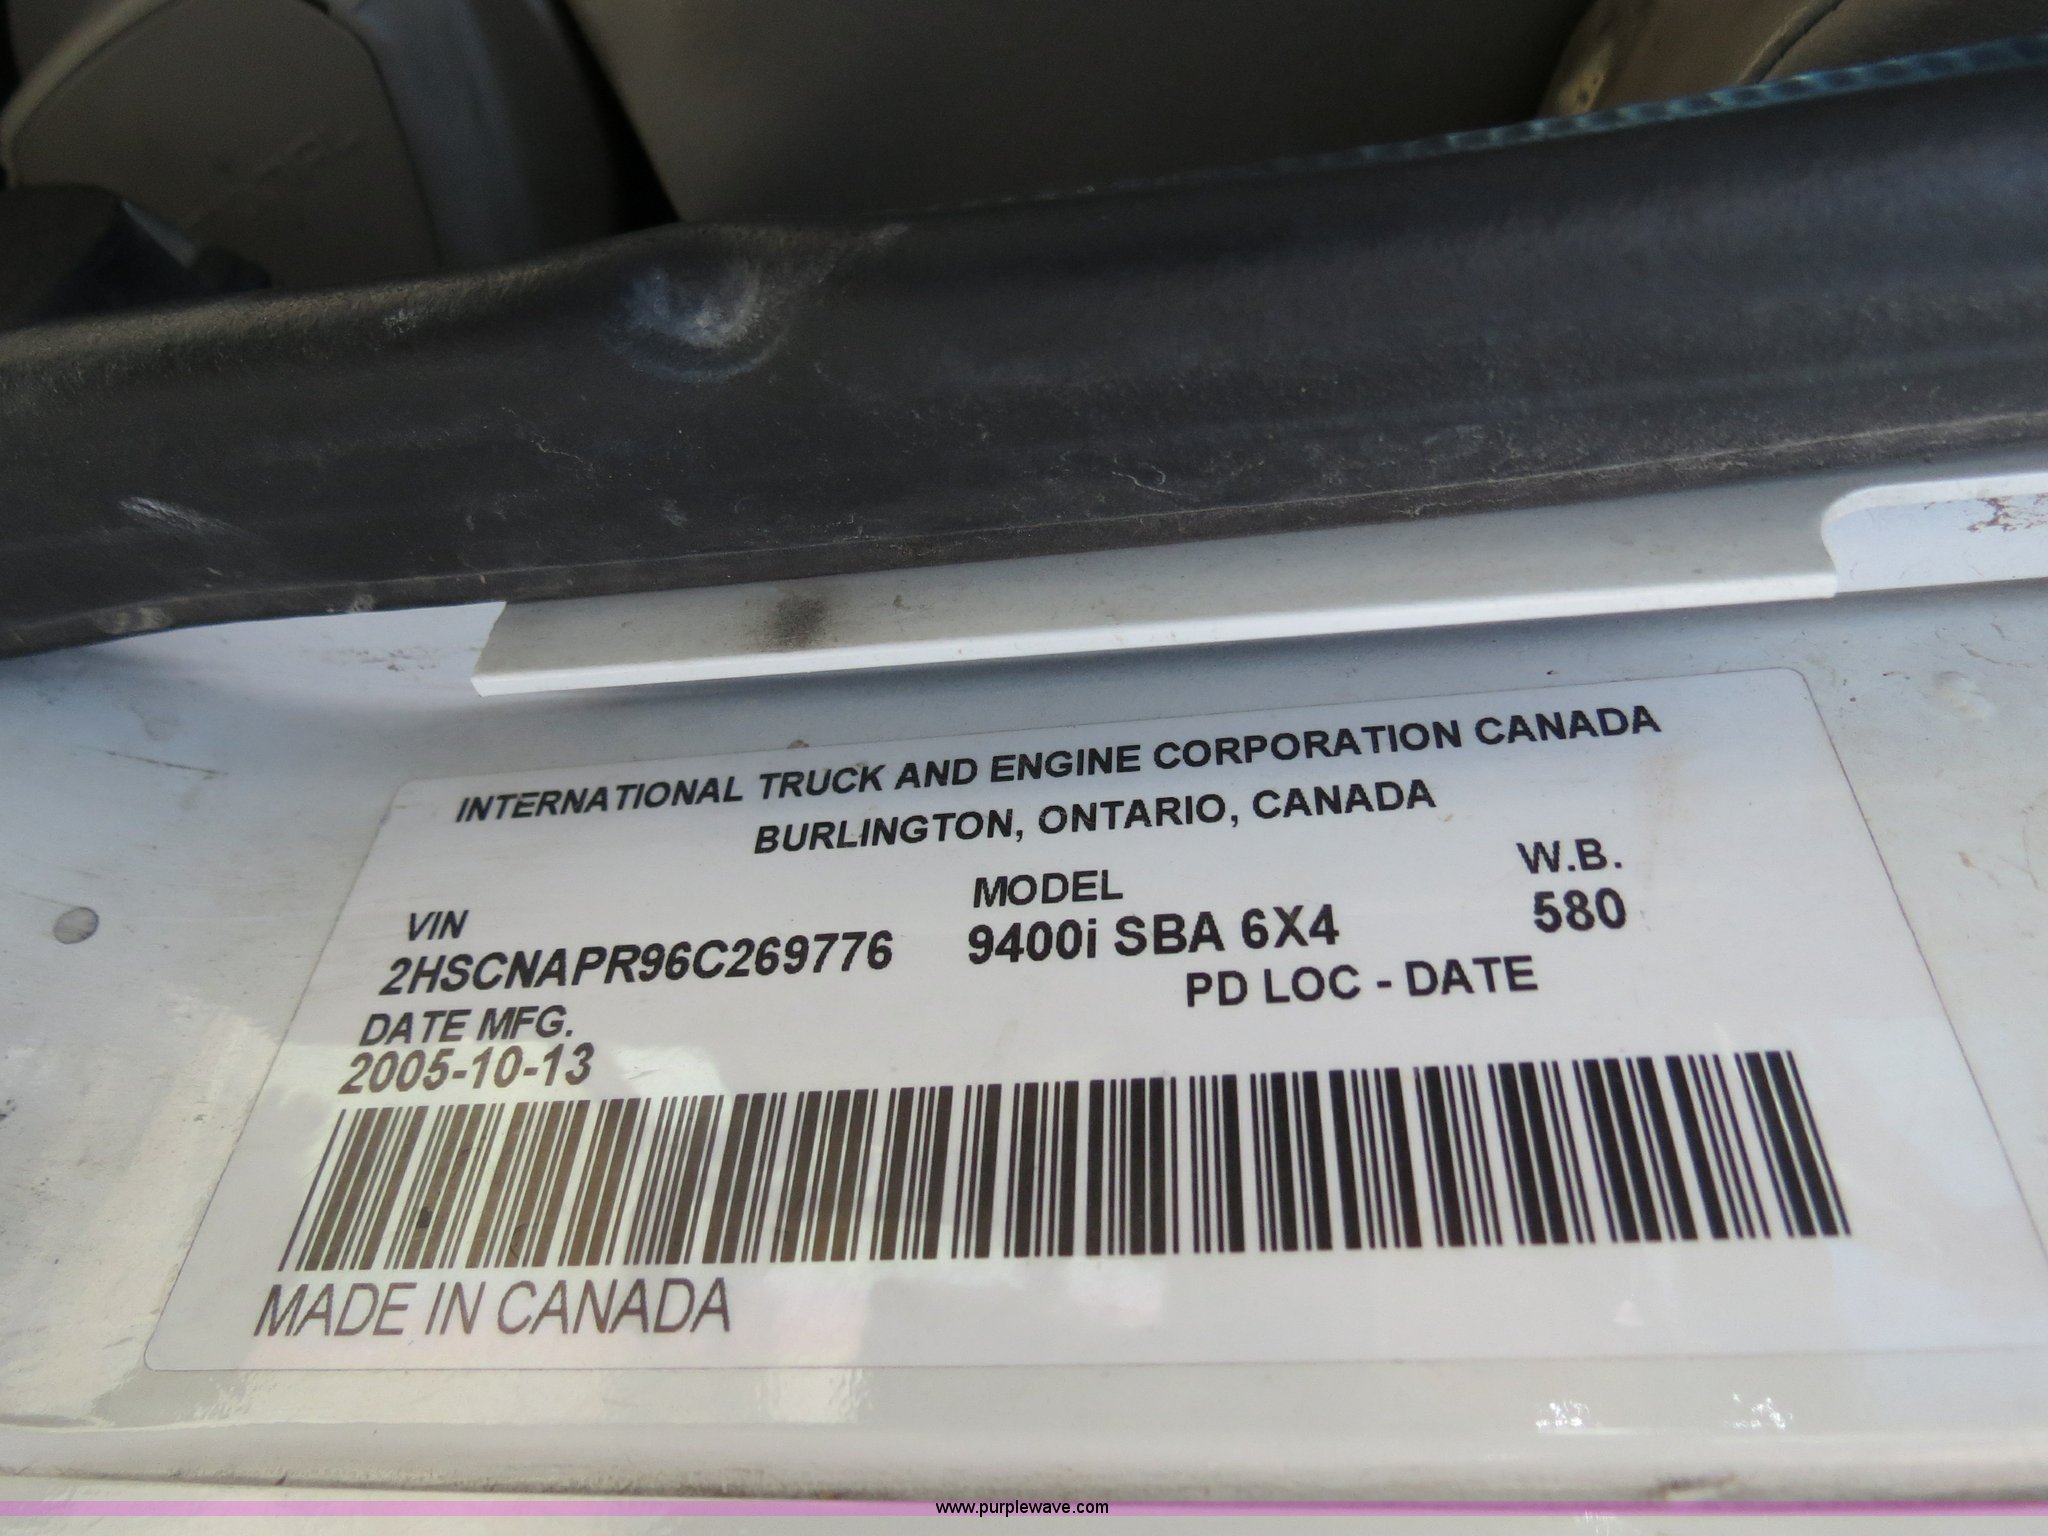 INTERNATIONAL TRUCK AND ENGINE CORPORATION CANADA
BURLINGTON, ONTARIO, CANADA
VIN MODEL W.B.
2HSCNAPR96C269776 9400i SBA 6X4 580
DATE MFG. PD LOC - DATE
2005-10-13
MADE IN CANADA
www.purplewave.com